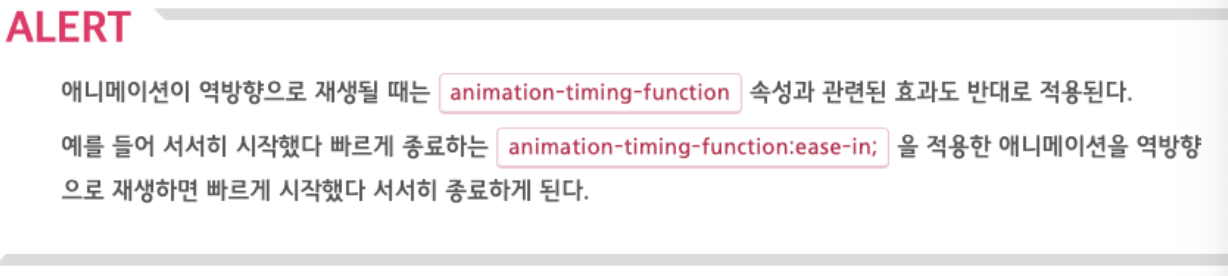 ALERT
애니메이션이 역방향으로 재생될 때는 animation-timing-function 속성과 관련된 효과도 반대로 적용된다.
예를 들어 서서히 시작했다 빠르게 종료하는 animation-timing-function:ease-in; 을 적용한 애니메이션을 역방향
으로 재생하면 빠르게 시작했다 서서히 종료하게 된다.